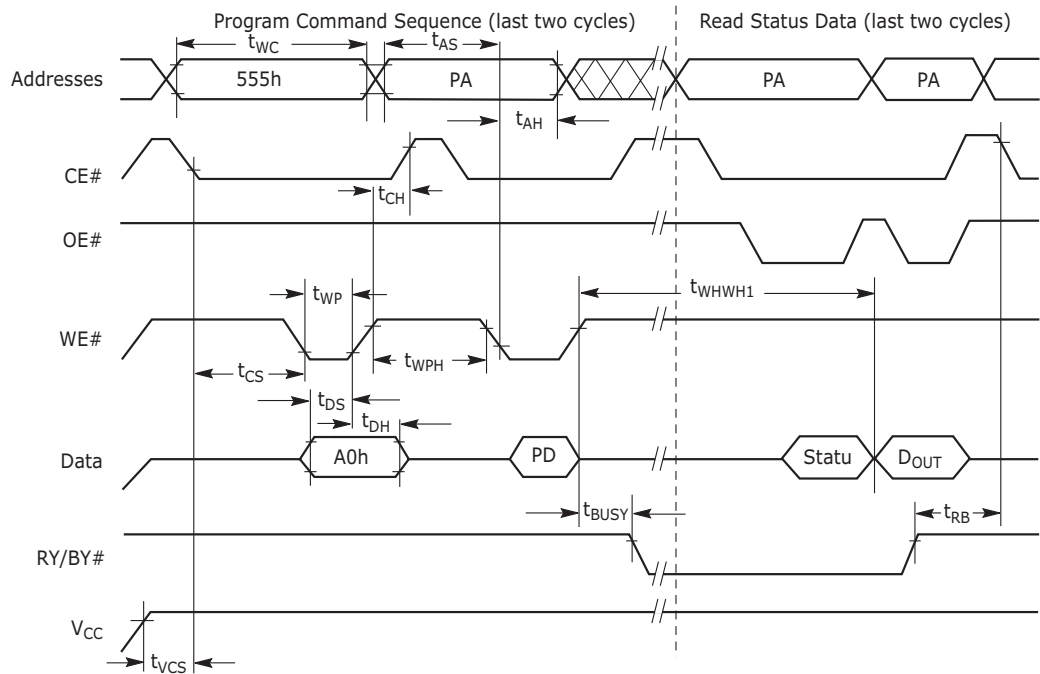 Program Command Sequence (last two cycles) Read Status Data (last two cycles)
tWC tAS
Addresses 555h PA PA PA
tAH
CE#
tCH
OE#
tWP tWHWH1
WE#
tCS tWPH
tDS
tDH
Data A0h PD Statu DOUT
tBUSY tRB
RY/BY#
VCC
tVCS